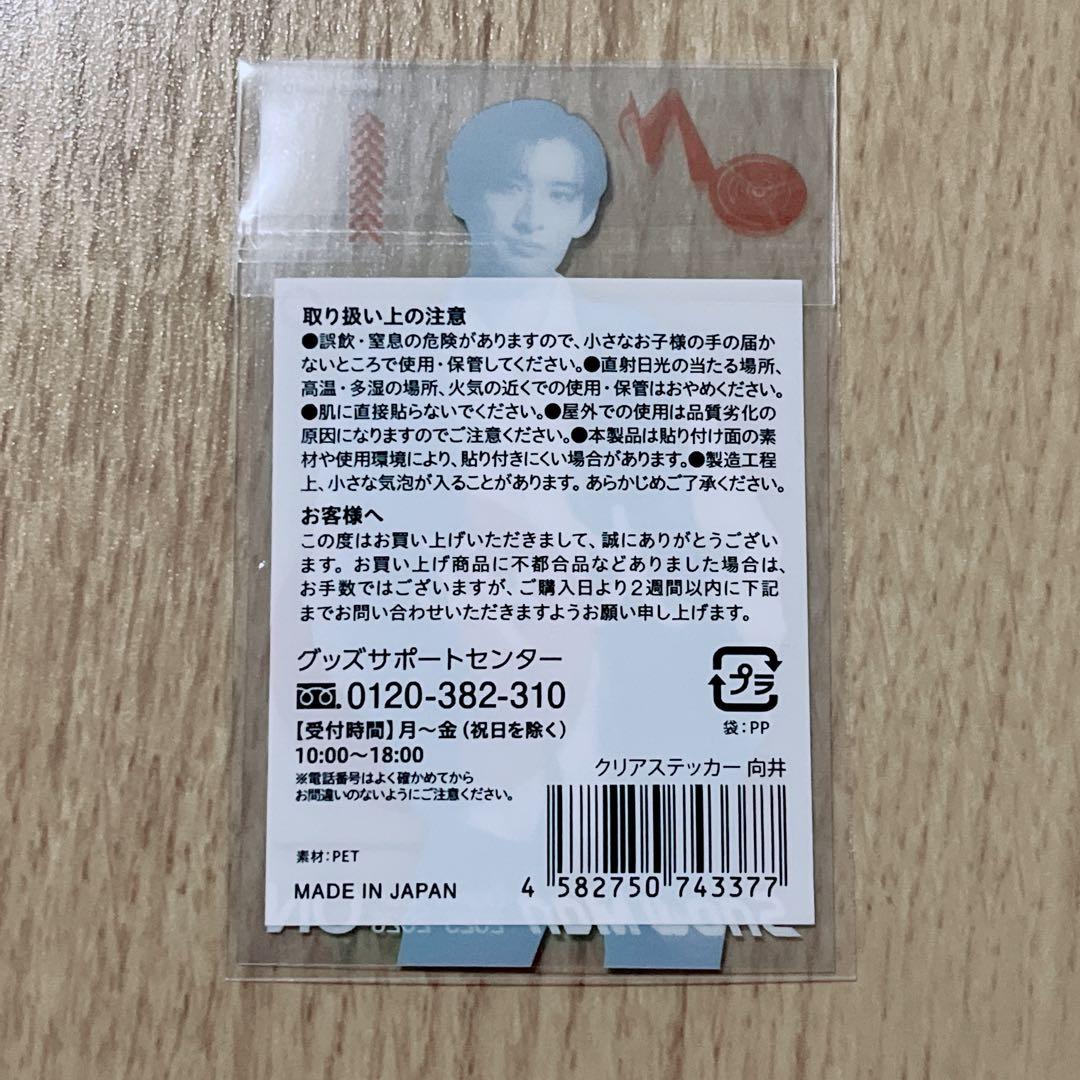 取り扱い上の注意
●誤飲・窒息の危険がありますので、小さなお子様の手の届か
ないところで使用・保管してください。●直射日光の当たる場所、
高温・多湿の場所、火気の近くでの使用・保管はおやめください。
●肌に直接貼らないでください。●屋外での使用は品質劣化の
原因になりますのでご注意ください。●本製品は貼り付け面の素
材や使用環境により、貼り付きにくい場合があります。●製造工程
上、小さな気泡が入ることがあります。あらかじめご了承ください。
お客様へ
この度はお買い上げいただきまして、誠にありがとうござい
ます。お買い上げ商品に不都合品などありました場合は、
お手数ではございますが、ご購入日より2週間以内に下記
までお問い合わせいただきますようお願い申し上げます。
グッズサポートセンター
0120-382-310
【受付時間】月～金（祝日を除く）
10:00～18:00
※電話番号はよく確かめてから
お間違いのないようにご注意ください。
プラ
袋：PP
クリアステッカー 向井
素材：PET
MADE IN JAPAN
4 582750 743377
Snow Man
ON